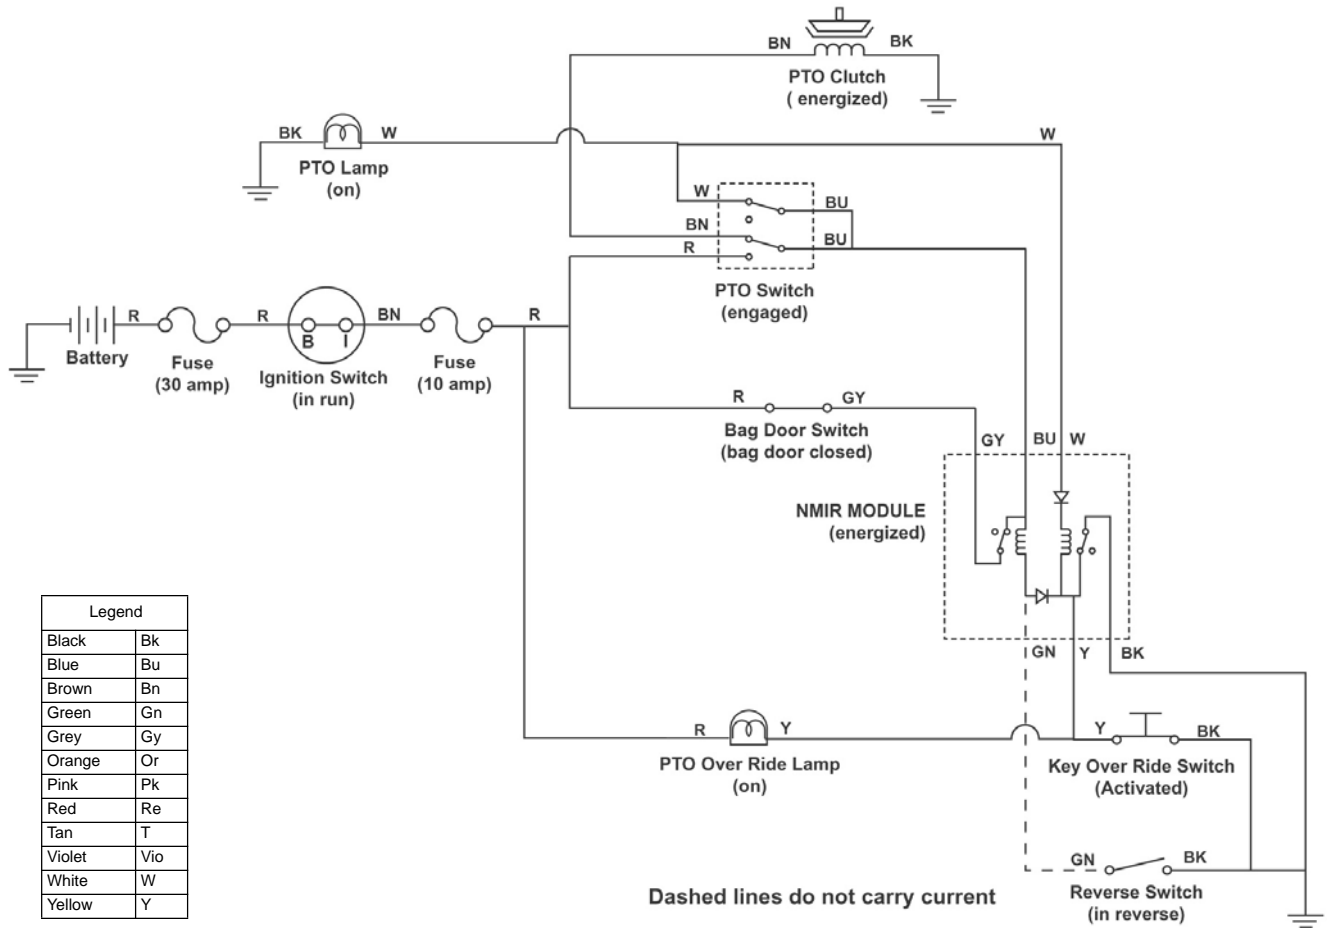 BN
BK
PTO Clutch
( energized)
BK
W
W
PTO Lamp
(on)
W
BU
BN
BU
R
PTO Switch
(engaged)
R
R
BN
R
B
I
Battery
Fuse
(30 amp)
Ignition Switch
(in run)
Fuse
(10 amp)
R
GY
Bag Door Switch
(bag door closed)
GY
BU
W
NMIR MODULE
(energized)
GN
Y
BK
Legend
Black Bk
Blue Bu
Brown Bn
Green Gn
Grey Gy
Orange Or
Pink Pk
Red Re
Tan T
Violet Vio
White W
Yellow Y
R
Y
PTO Over Ride Lamp
(on)
Y
BK
Key Over Ride Switch
(Activated)
GN
BK
Reverse Switch
(in reverse)
Dashed lines do not carry current